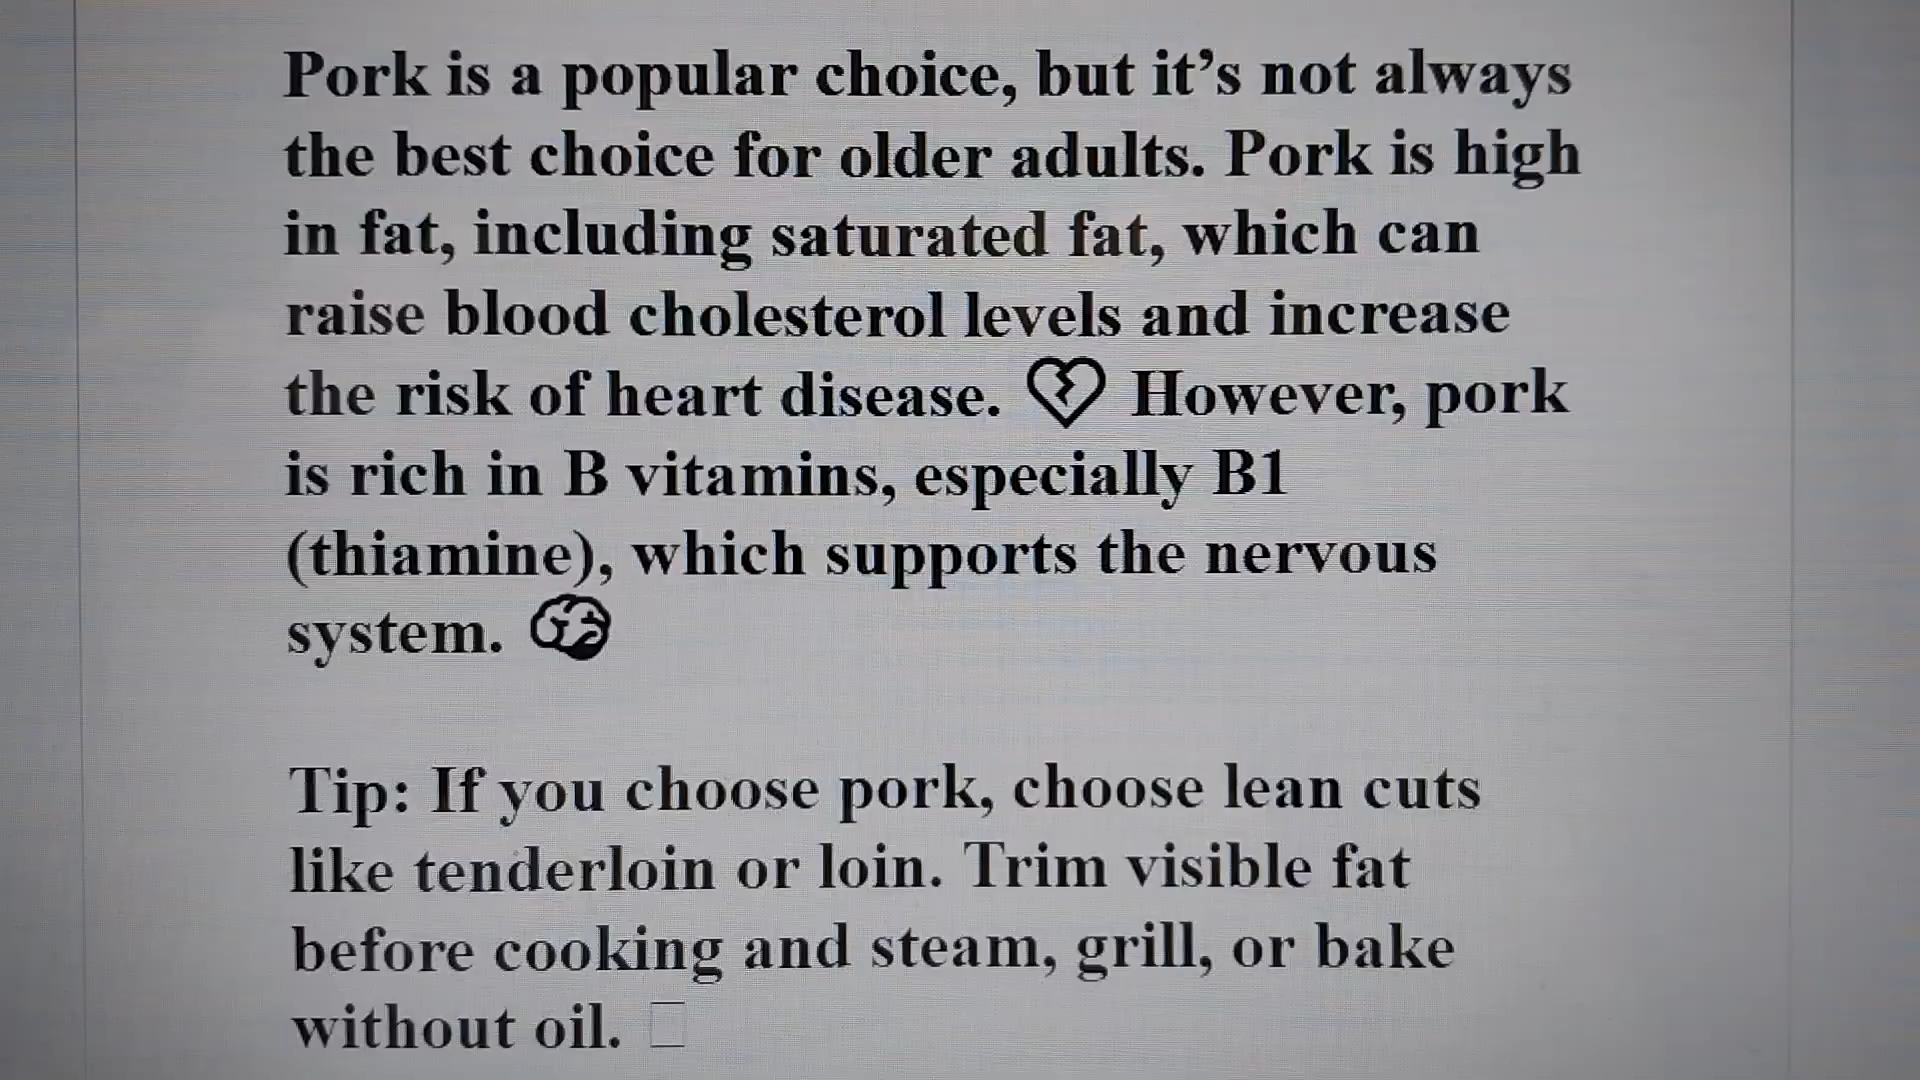 Pork is a popular choice, but it’s not always
the best choice for older adults. Pork is high
in fat, including saturated fat, which can
raise blood cholesterol levels and increase
the risk of heart disease. 💔 However, pork
is rich in B vitamins, especially B1
(thiamine), which supports the nervous
system. 🧠
Tip: If you choose pork, choose lean cuts
like tenderloin or loin. Trim visible fat
before cooking and steam, grill, or bake
without oil. □